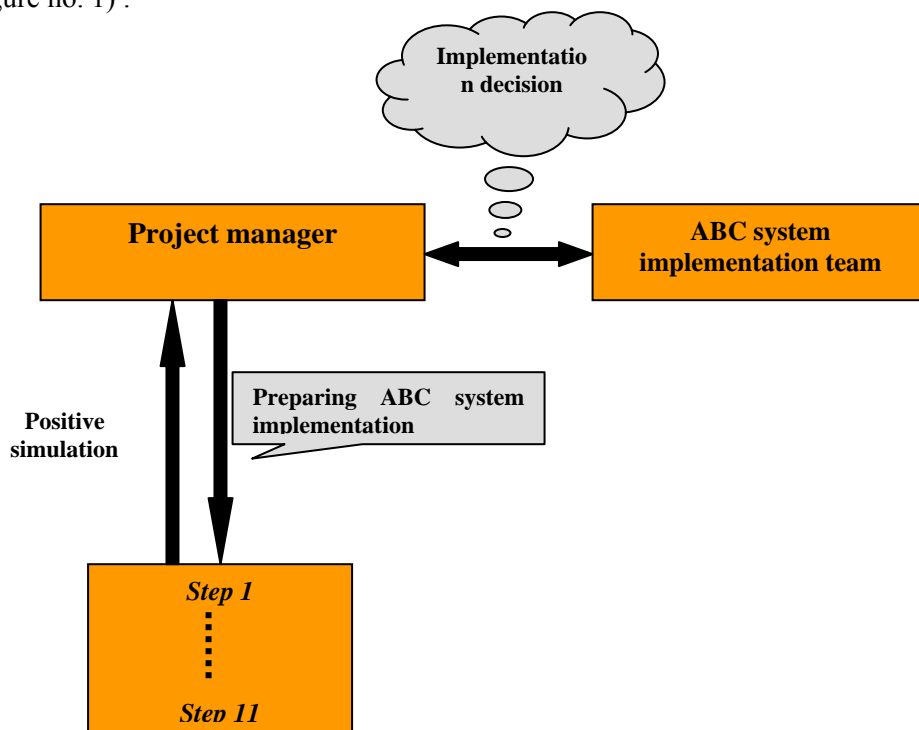 gure no. 1) .
Implementatio
n decision
Project manager
ABC system
implementation team
Preparing ABC system
implementation
Positive
simulation
Step 1
Step 11